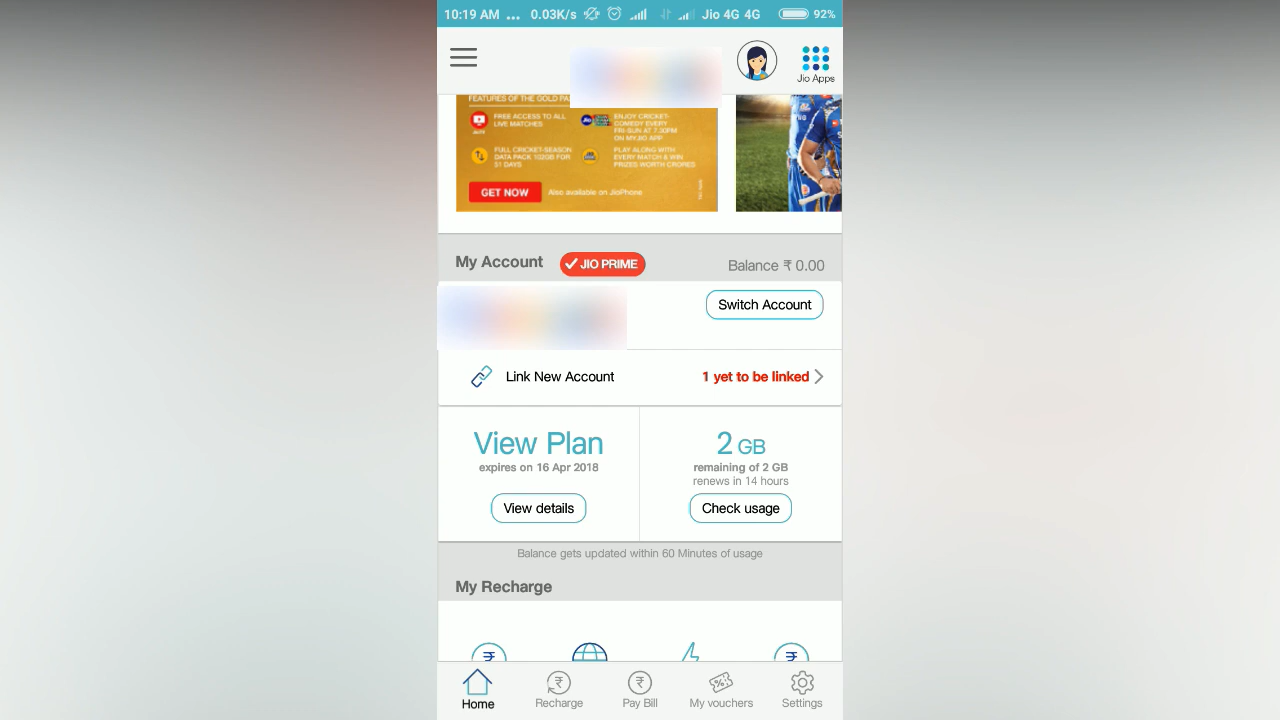 10:19 AM ... 0.03K/s Jio 4G 4G 92%
Jio Apps
FEATURES OF THE GOLD PA
FREE ACCESS TO ALL
LIVE MATCHES
ENJOY CRICKET-
COMEDY EVERY
FRI-SUN AT 7.30PM
ON MYJIO APP
FULL CRICKET-SEASON
DATA PACK 102GB FOR
51 DAYS
PLAY ALONG WITH
EVERY MATCH & WIN
PRIZES WORTH CRORES
GET NOW Also available on JioPhone
My Account JIO PRIME Balance ₹ 0.00
Switch Account
Link New Account 1 yet to be linked
View Plan
expires on 16 Apr 2018
View details
2 GB
remaining of 2 GB
renews in 14 hours
Check usage
Balance gets updated within 60 Minutes of usage
My Recharge
Home Recharge Pay Bill My vouchers Settings